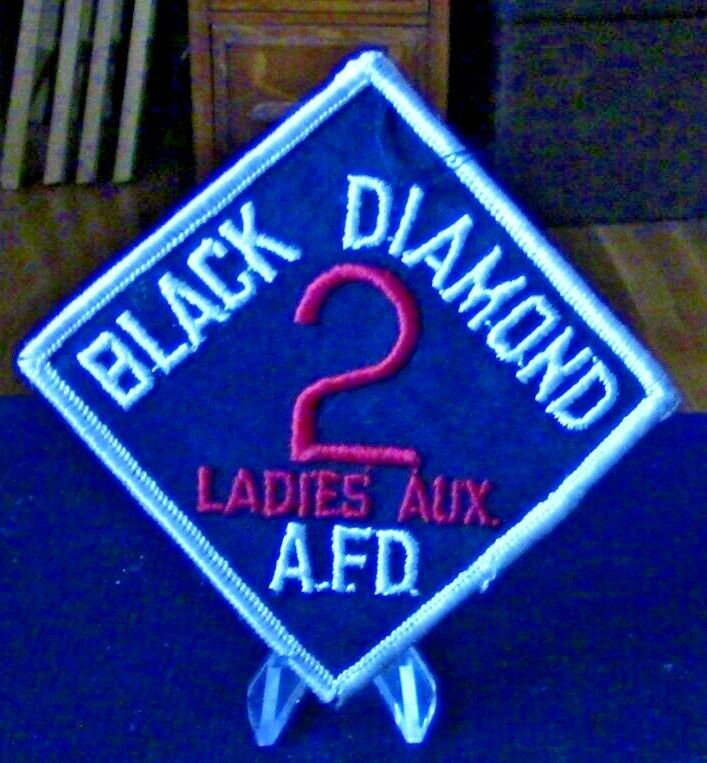 BLACK DIAMOND
2
LADIES' AUX.
A.F.D.